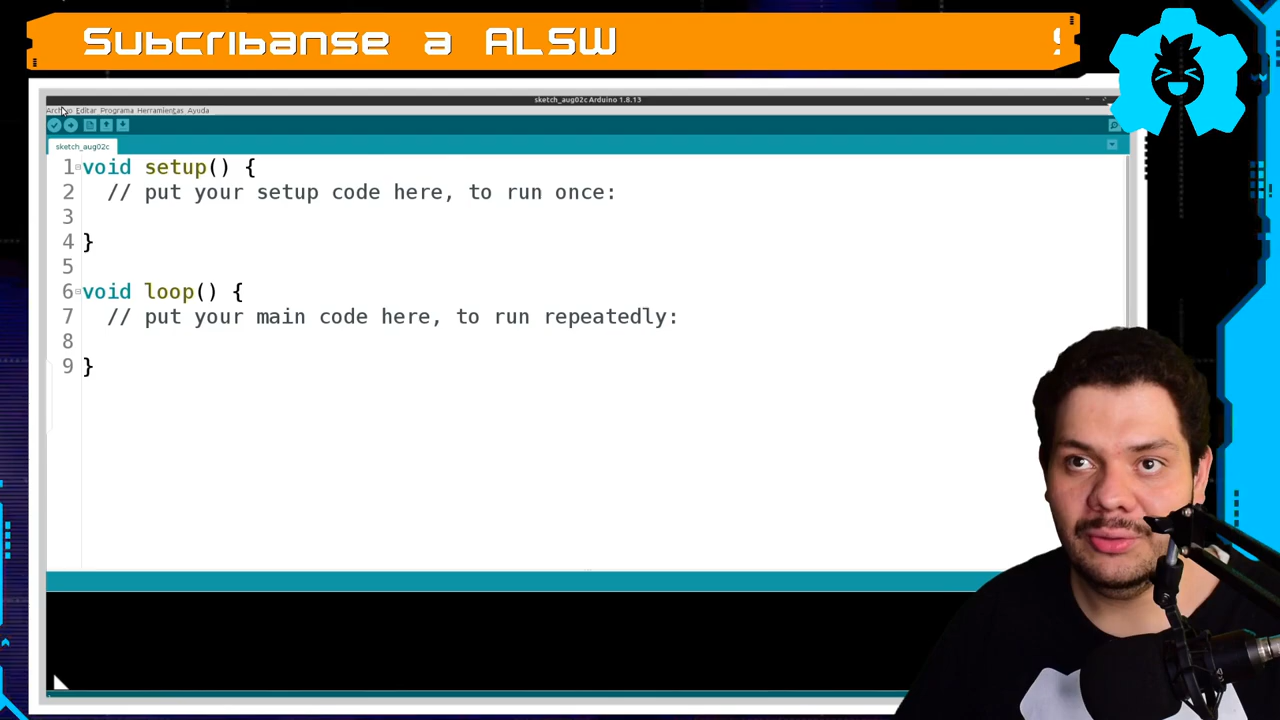 Subcribanse a ALSW
sketch_aug02c Arduino 1.8.13
Archivo Editar Programa Herramientas Ayuda
sketch_aug02c
1 void setup() {
2 // put your setup code here, to run once:
3
4 }
5
6 void loop() {
7 // put your main code here, to run repeatedly:
8
9 }